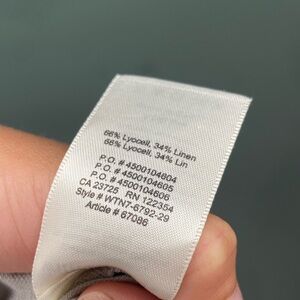 66% Lyocell, 34% Linen
66% Lyocell, 34% Lin
P.O. # 4500104604
P.O. # 4500104605
P.O. # 4500104606
CA 23725 RN 122354
Style # WTN7-6792-29
Article # 67086